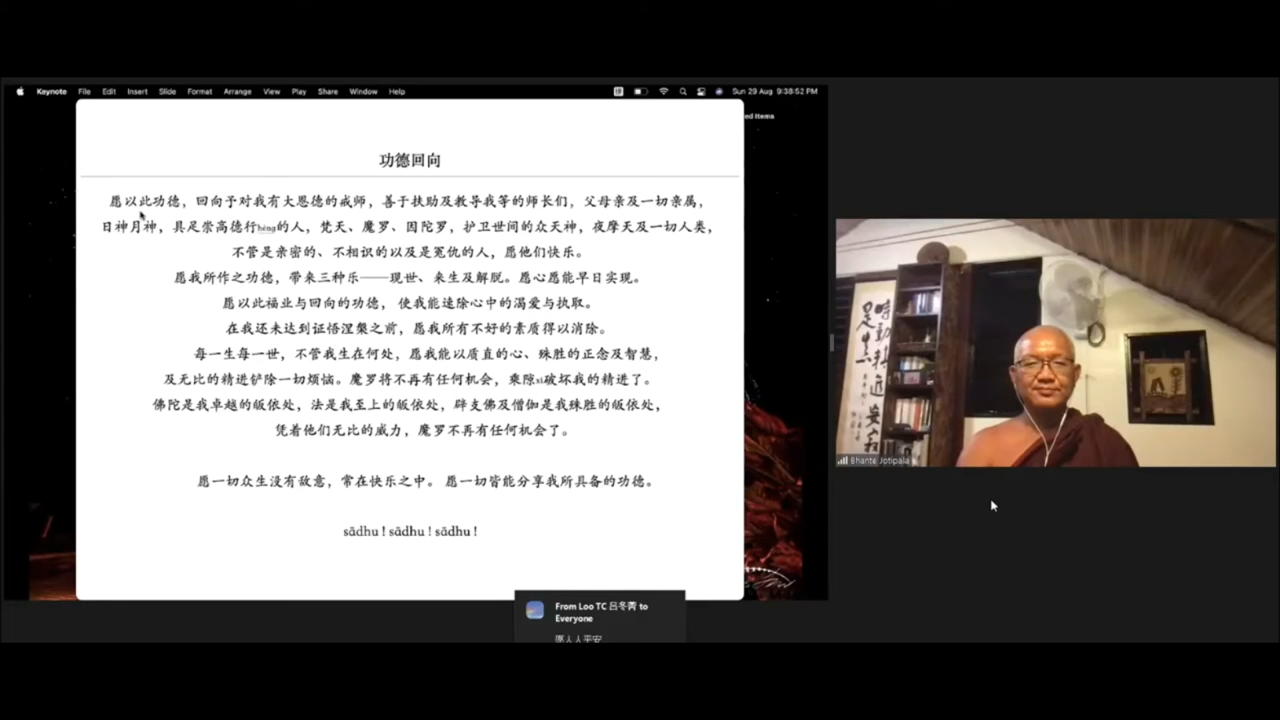 Keynote File Edit Insert Slide Format Arrange View Play Share Window Help
Sun 29 Aug 9:38:52 PM
ed Items
功德回向
愿以此功德，回向予对我有大恩德的戒师，善于扶助及教导我等的师长们，父母亲及一切亲属，
日神月神，具足崇高德行hèng的人，梵天、魔罗、因陀罗，护卫世间的众天神，夜摩天及一切人类，
不管是亲密的、不相识的以及是冤仇的人，愿他们快乐。
愿我所作之功德，带来三种乐——现世、来生及解脱。愿心愿能早日实现。
愿以此福业与回向的功德，使我能速除心中的渴爱与执取。
在我还未达到证悟涅槃之前，愿我所有不好的素质得以消除。
每一生每一世，不管我生在何处，愿我能以质直的心、殊胜的正念及智慧，
及无比的精进铲除一切烦恼。魔罗将不再有任何机会，乘隙xì破坏我的精进了。
佛陀是我卓越的皈依处，法是我至上的皈依处，辟支佛及僧伽是我殊胜的皈依处，
凭着他们无比的威力，魔罗不再有任何机会了。
愿一切众生没有敌意，常在快乐之中。 愿一切皆能分享我所具备的功德。
sādhu ! sādhu ! sādhu !
From Loo TC 吕冬 to
Everyone
愿人人平安
Bhante Jotipala